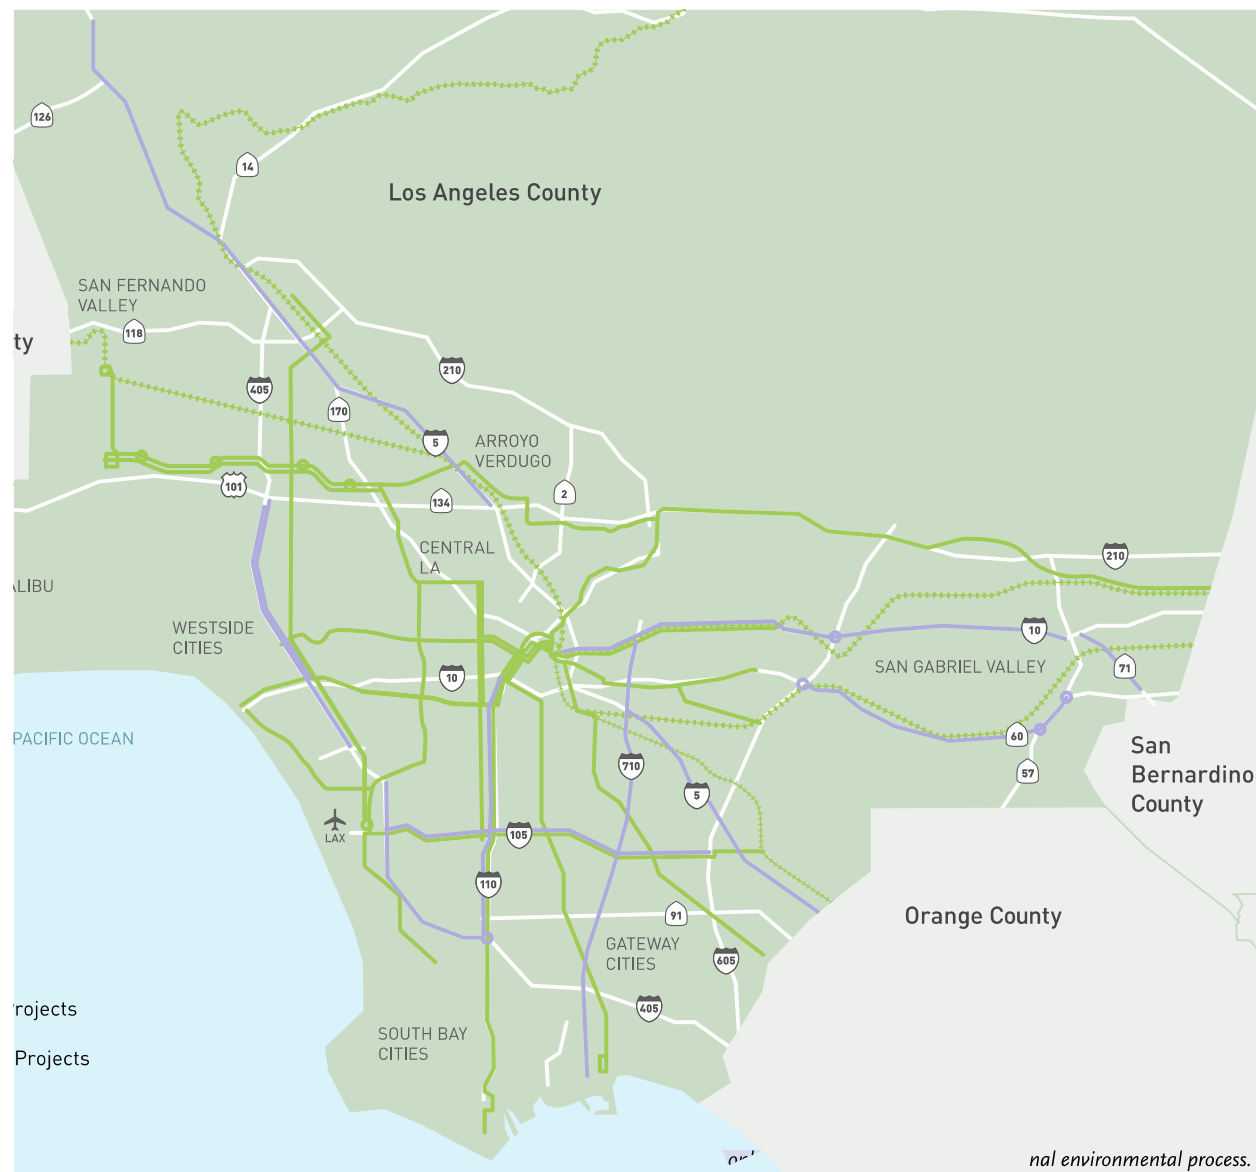 126
14
Los Angeles County
SAN FERNANDO
VALLEY
118
ty
210
405
170
5
ARROYO
VERDUGO
101
134
2
CENTRAL
LA
210
ALIBU
WESTSIDE
CITIES
10
10
SAN GABRIEL VALLEY
71
PACIFIC OCEAN
60
San
Bernardino
County
57
710
5
LAX
105
110
91
Orange County
GATEWAY
CITIES
605
405
rojects
SOUTH BAY
CITIES
Projects
nal environmental process.